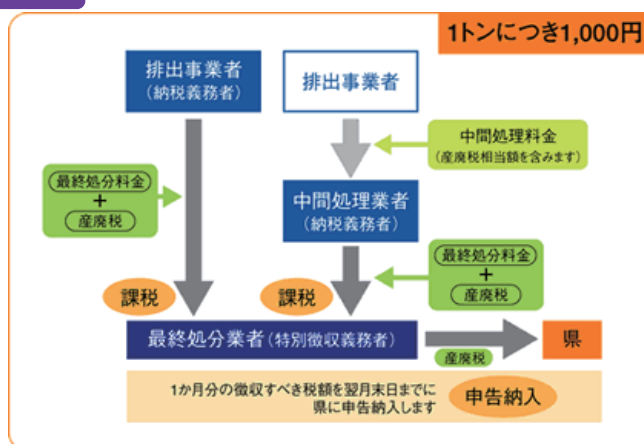 1トンにつき1,000円
排出事業者
(納税義務者)
排出事業者
中間処理料金
(産廃税相当額を含みます)
最終処分料金
+
産廃税
中間処理業者
(納税義務者)
最終処分料金
+
産廃税
課税
課税
最終処分業者(特別徴収義務者)
産廃税
県
1か月分の徴収すべき税額を翌月末日までに
県に申告納入します
申告納入